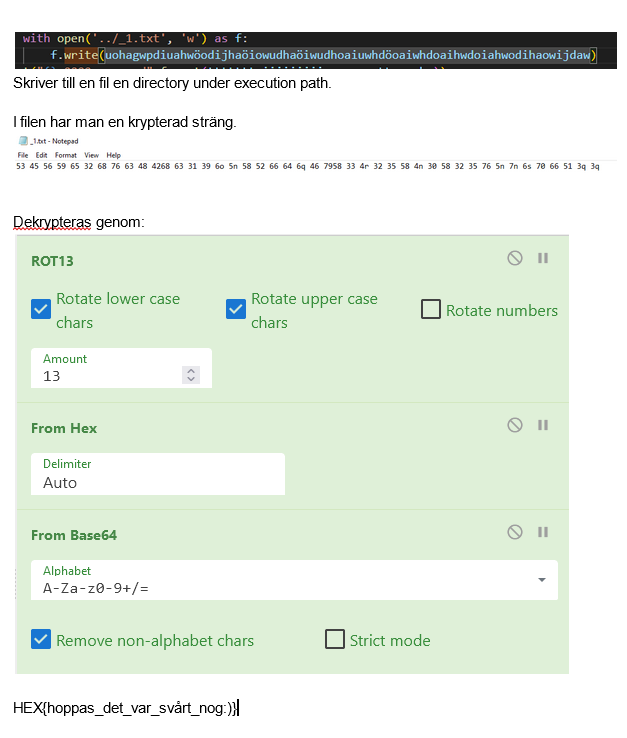 with open('../_1.txt', 'w') as f:
f.write(uohagwpdiuahwöodijhaöiowudhaöiwudhoaiuwhdöoaiwhdoaihwdoiahwodihaowijdaw)
Skriver till en fil en directory under execution path.
I filen har man en krypterad sträng.
_1.txt - Notepad
File Edit Format View Help
53 45 56 59 65 32 68 76 63 48 4268 63 31 39 6o 5n 58 52 66 64 6q 46 7958 33 4r 32 35 58 4n 30 58 32 35 76 5n 7n 6s 70 66 51 3q 3q
Dekrypteras genom:
ROT13
Rotate lower case chars
Rotate upper case chars
Rotate numbers
Amount
13
From Hex
Delimiter
Auto
From Base64
Alphabet
A-Za-z0-9+/=
Remove non-alphabet chars
Strict mode
HEX{hoppas_det_var_svårt_nog:)}